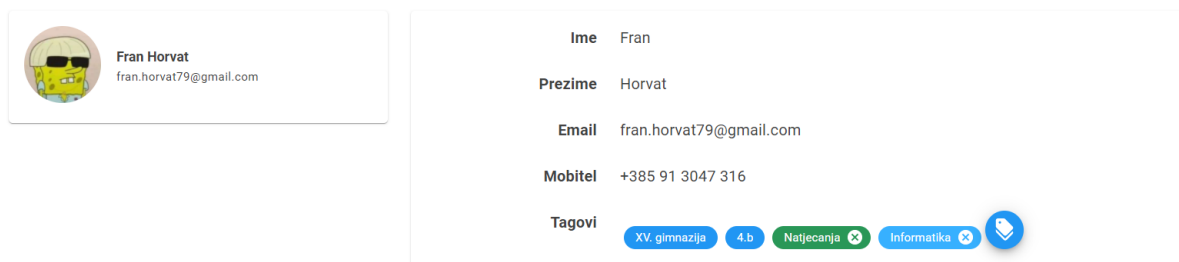 Fran Horvat
fran.horvat79@gmail.com
Ime Fran
Prezime Horvat
Email fran.horvat79@gmail.com
Mobitel +385 91 3047 316
Tagovi XV. gimnazija 4.b Natjecanja Informatika